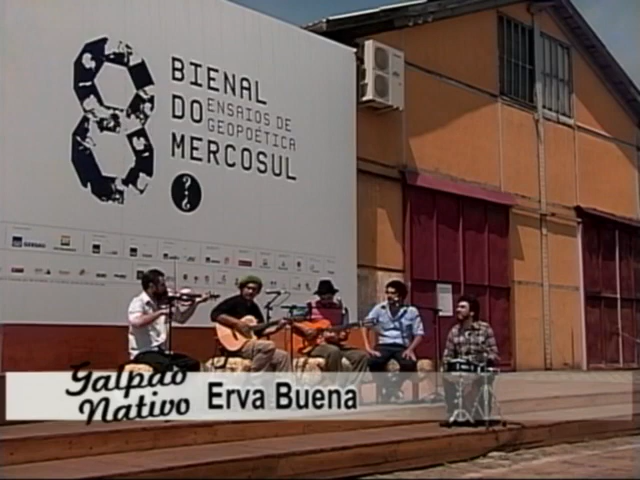 8
BIENAL
DO ENSAIOS DE
GEOPOÉTICA
MERCOSUL
Galpão
Nativo
Erva Buena